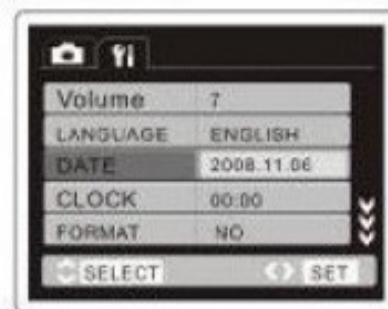 Volume 7
LANGUAGE ENGLISH
DATE 2008.11.06
CLOCK 00:00
FORMAT NO
SELECT SET